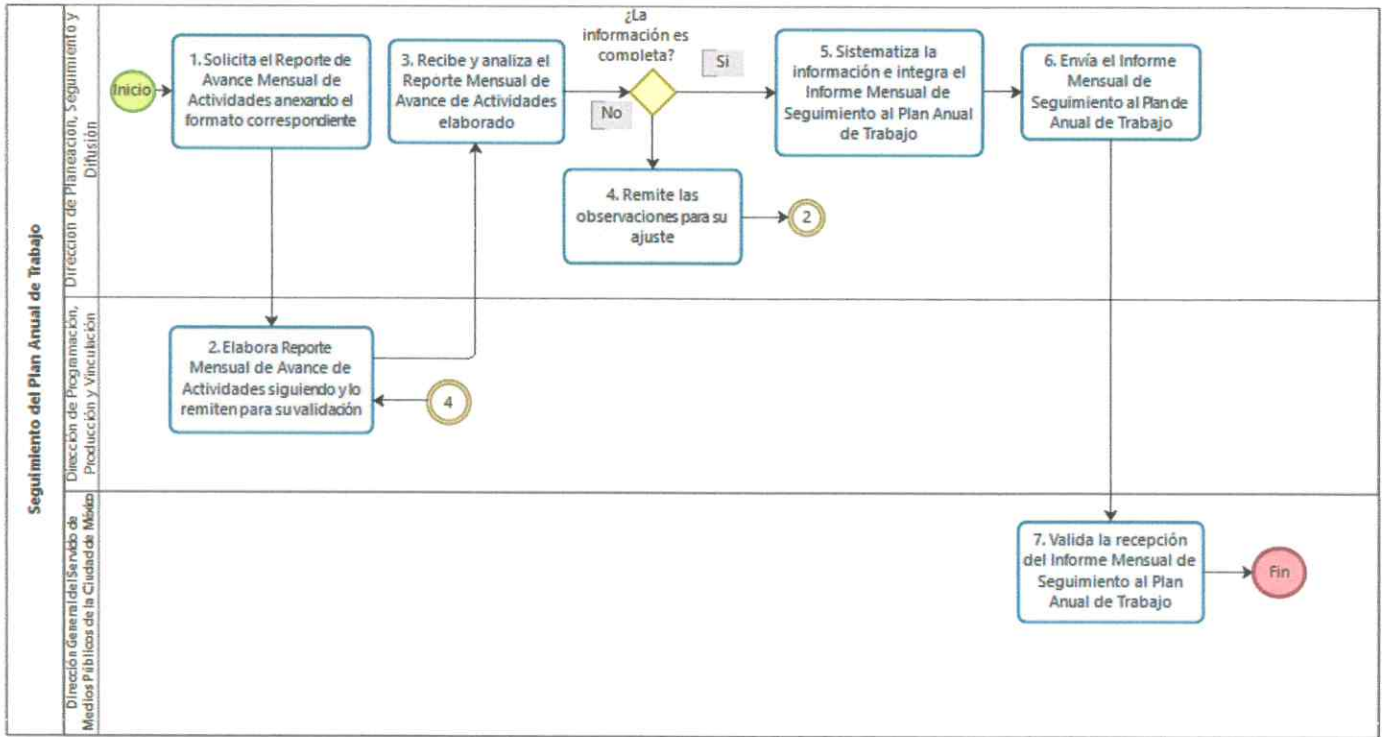 Seguimiento del Plan Anual de Trabajo
Dirección de Planeación, Seguimiento y
Difusión
Inicio
1. Solicita el Reporte de
Avance Mensual de
Actividades anexando el
formato correspondiente
3. Recibe y analiza el
Reporte Mensual de
Avance de Actividades
elaborado
¿La
información es
completa?
Si
No
4. Remite las
observaciones para su
ajuste
2
5. Sistematiza la
información e integra el
Informe Mensual de
Seguimiento al Plan Anual
de Trabajo
6. Envía el Informe
Mensual de
Seguimiento al Plan de
Anual de Trabajo
Dirección de Programación,
Producción y Vinculación
2. Elabora Reporte
Mensual de Avance de
Actividades siguiendo y lo
remiten para su validación
4
Dirección General del Servicio de
Medios Públicos de la Ciudad de México
7. Valida la recepción
del Informe Mensual de
Seguimiento al Plan
Anual de Trabajo
Fin